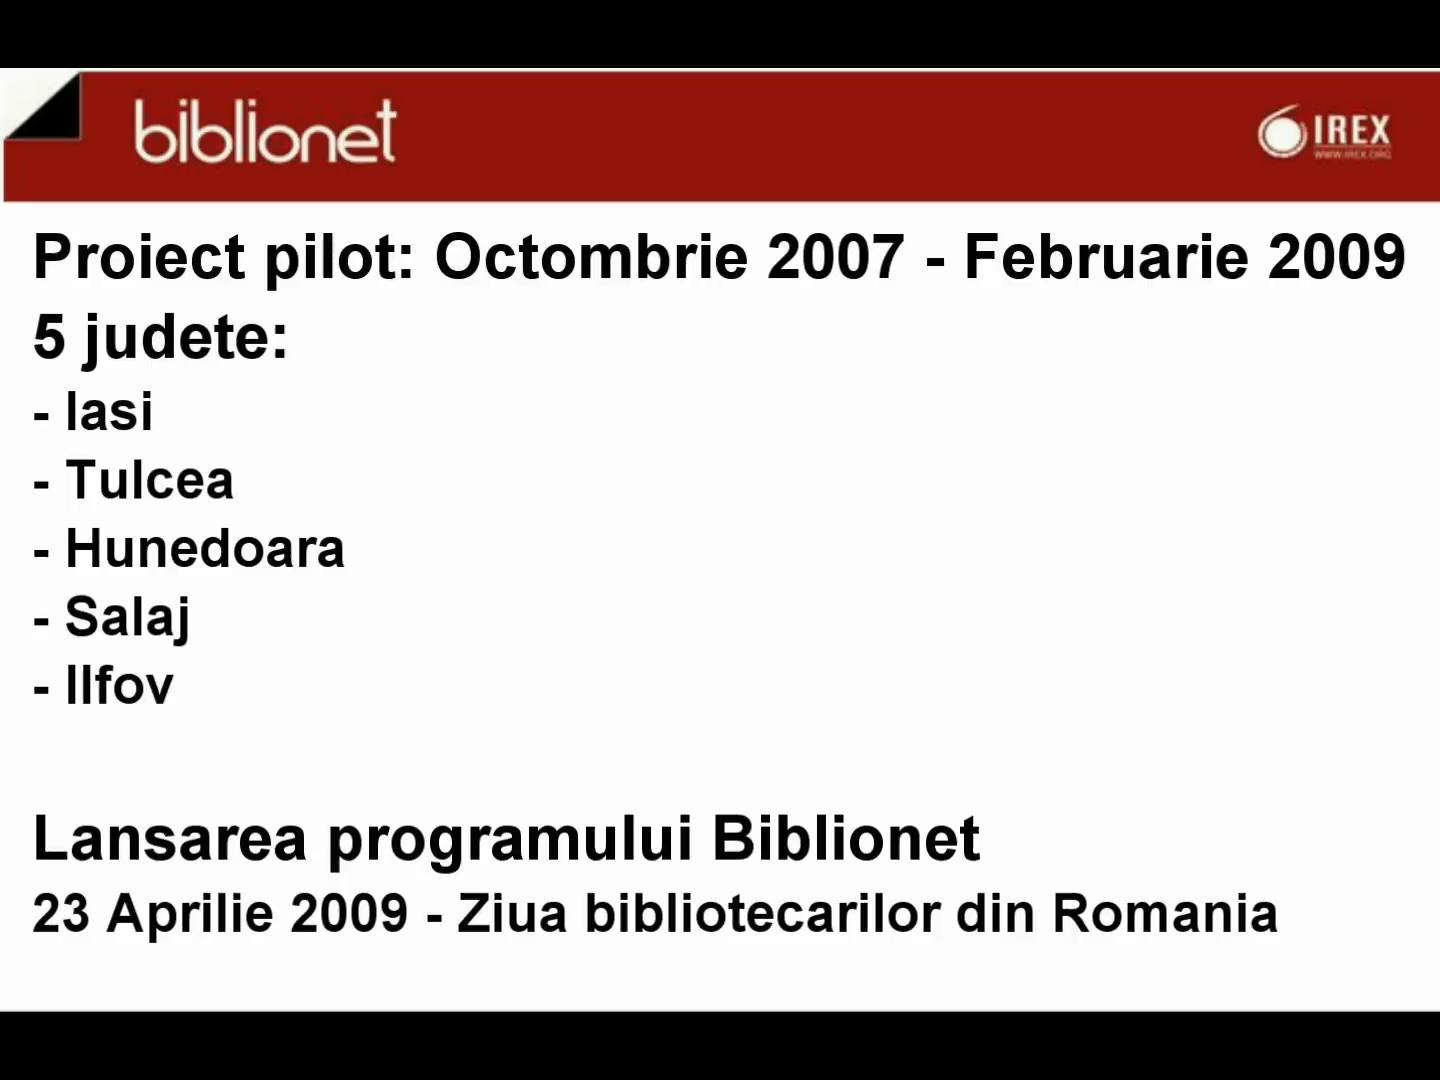 biblionet
IREX
WWW.IREX.ORG
Proiect pilot: Octombrie 2007 - Februarie 2009
5 judete:
- Iasi
- Tulcea
- Hunedoara
- Salaj
- Ilfov
Lansarea programului Biblionet
23 Aprilie 2009 - Ziua bibliotecarilor din Romania